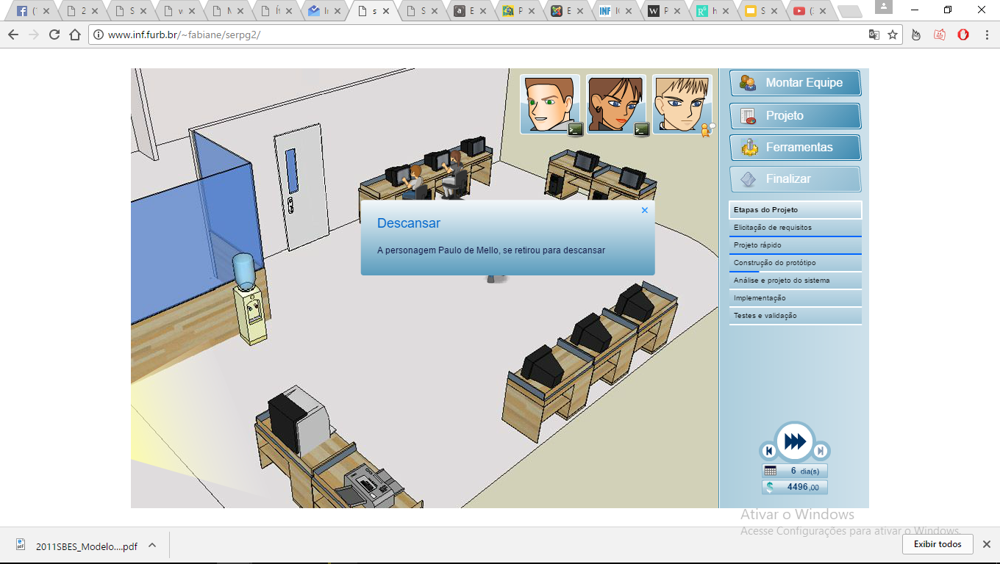 www.inf.furb.br/~fabiane/serpg2/
Montar Equipe
Projeto
Ferramentas
Finalizar
Etapas do Projeto
Elicitação de requisitos
Projeto rápido
Construção do protótipo
Análise e projeto do sistema
Implementação
Testes e validação
Descansar
A personagem Paulo de Mello, se retirou para descansar
6 dia(s)
4496,00
Ativar o Windows
Acesse Configurações para ativar o Windows.
2011SBES_Modelo....pdf
Exibir todos